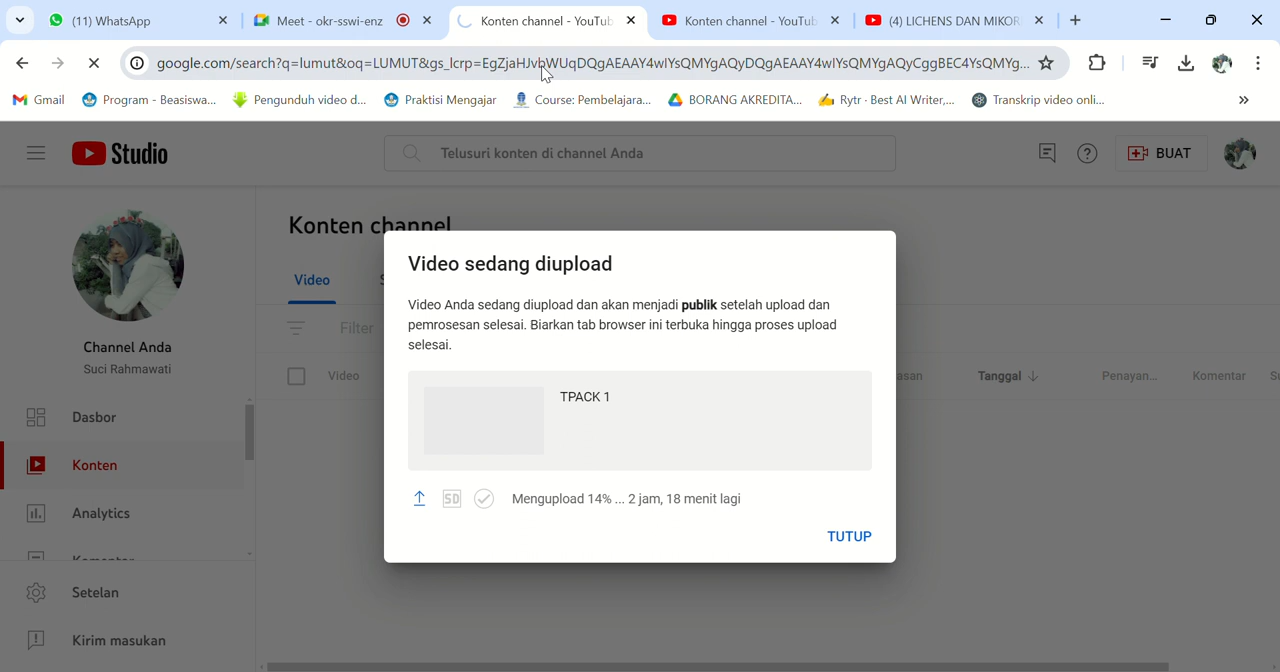 (11) WhatsApp
Meet - okr-sswi-enz
Konten channel - YouTub
Konten channel - YouTub
(4) LICHENS DAN MIKOR
google.com/search?q=lumut&oq=LUMUT&gs_lcrp=EgZjaHJvbWUqDQgAEAAY4wIYsQMYgAQyDQgAEAAY4wIYsQMYgAQyCggBEC4YsQMYg...
Gmail
Program - Beasiswa...
Pengunduh video d...
Praktisi Mengajar
Course: Pembelajara...
BORANG AKREDITA...
Rytr - Best AI Writer,...
Transkrip video onli...
Studio
Telusuri konten di channel Anda
BUAT
Konten channel
Video
Filter
Video
asan
Tanggal
Penayan...
Komentar
Channel Anda
Suci Rahmawati
Dasbor
Konten
Analytics
Komentar
Setelan
Kirim masukan
Video sedang diupload
Video Anda sedang diupload dan akan menjadi publik setelah upload dan
pemrosesan selesai. Biarkan tab browser ini terbuka hingga proses upload
selesai.
TPACK 1
SD
Mengupload 14% ... 2 jam, 18 menit lagi
TUTUP